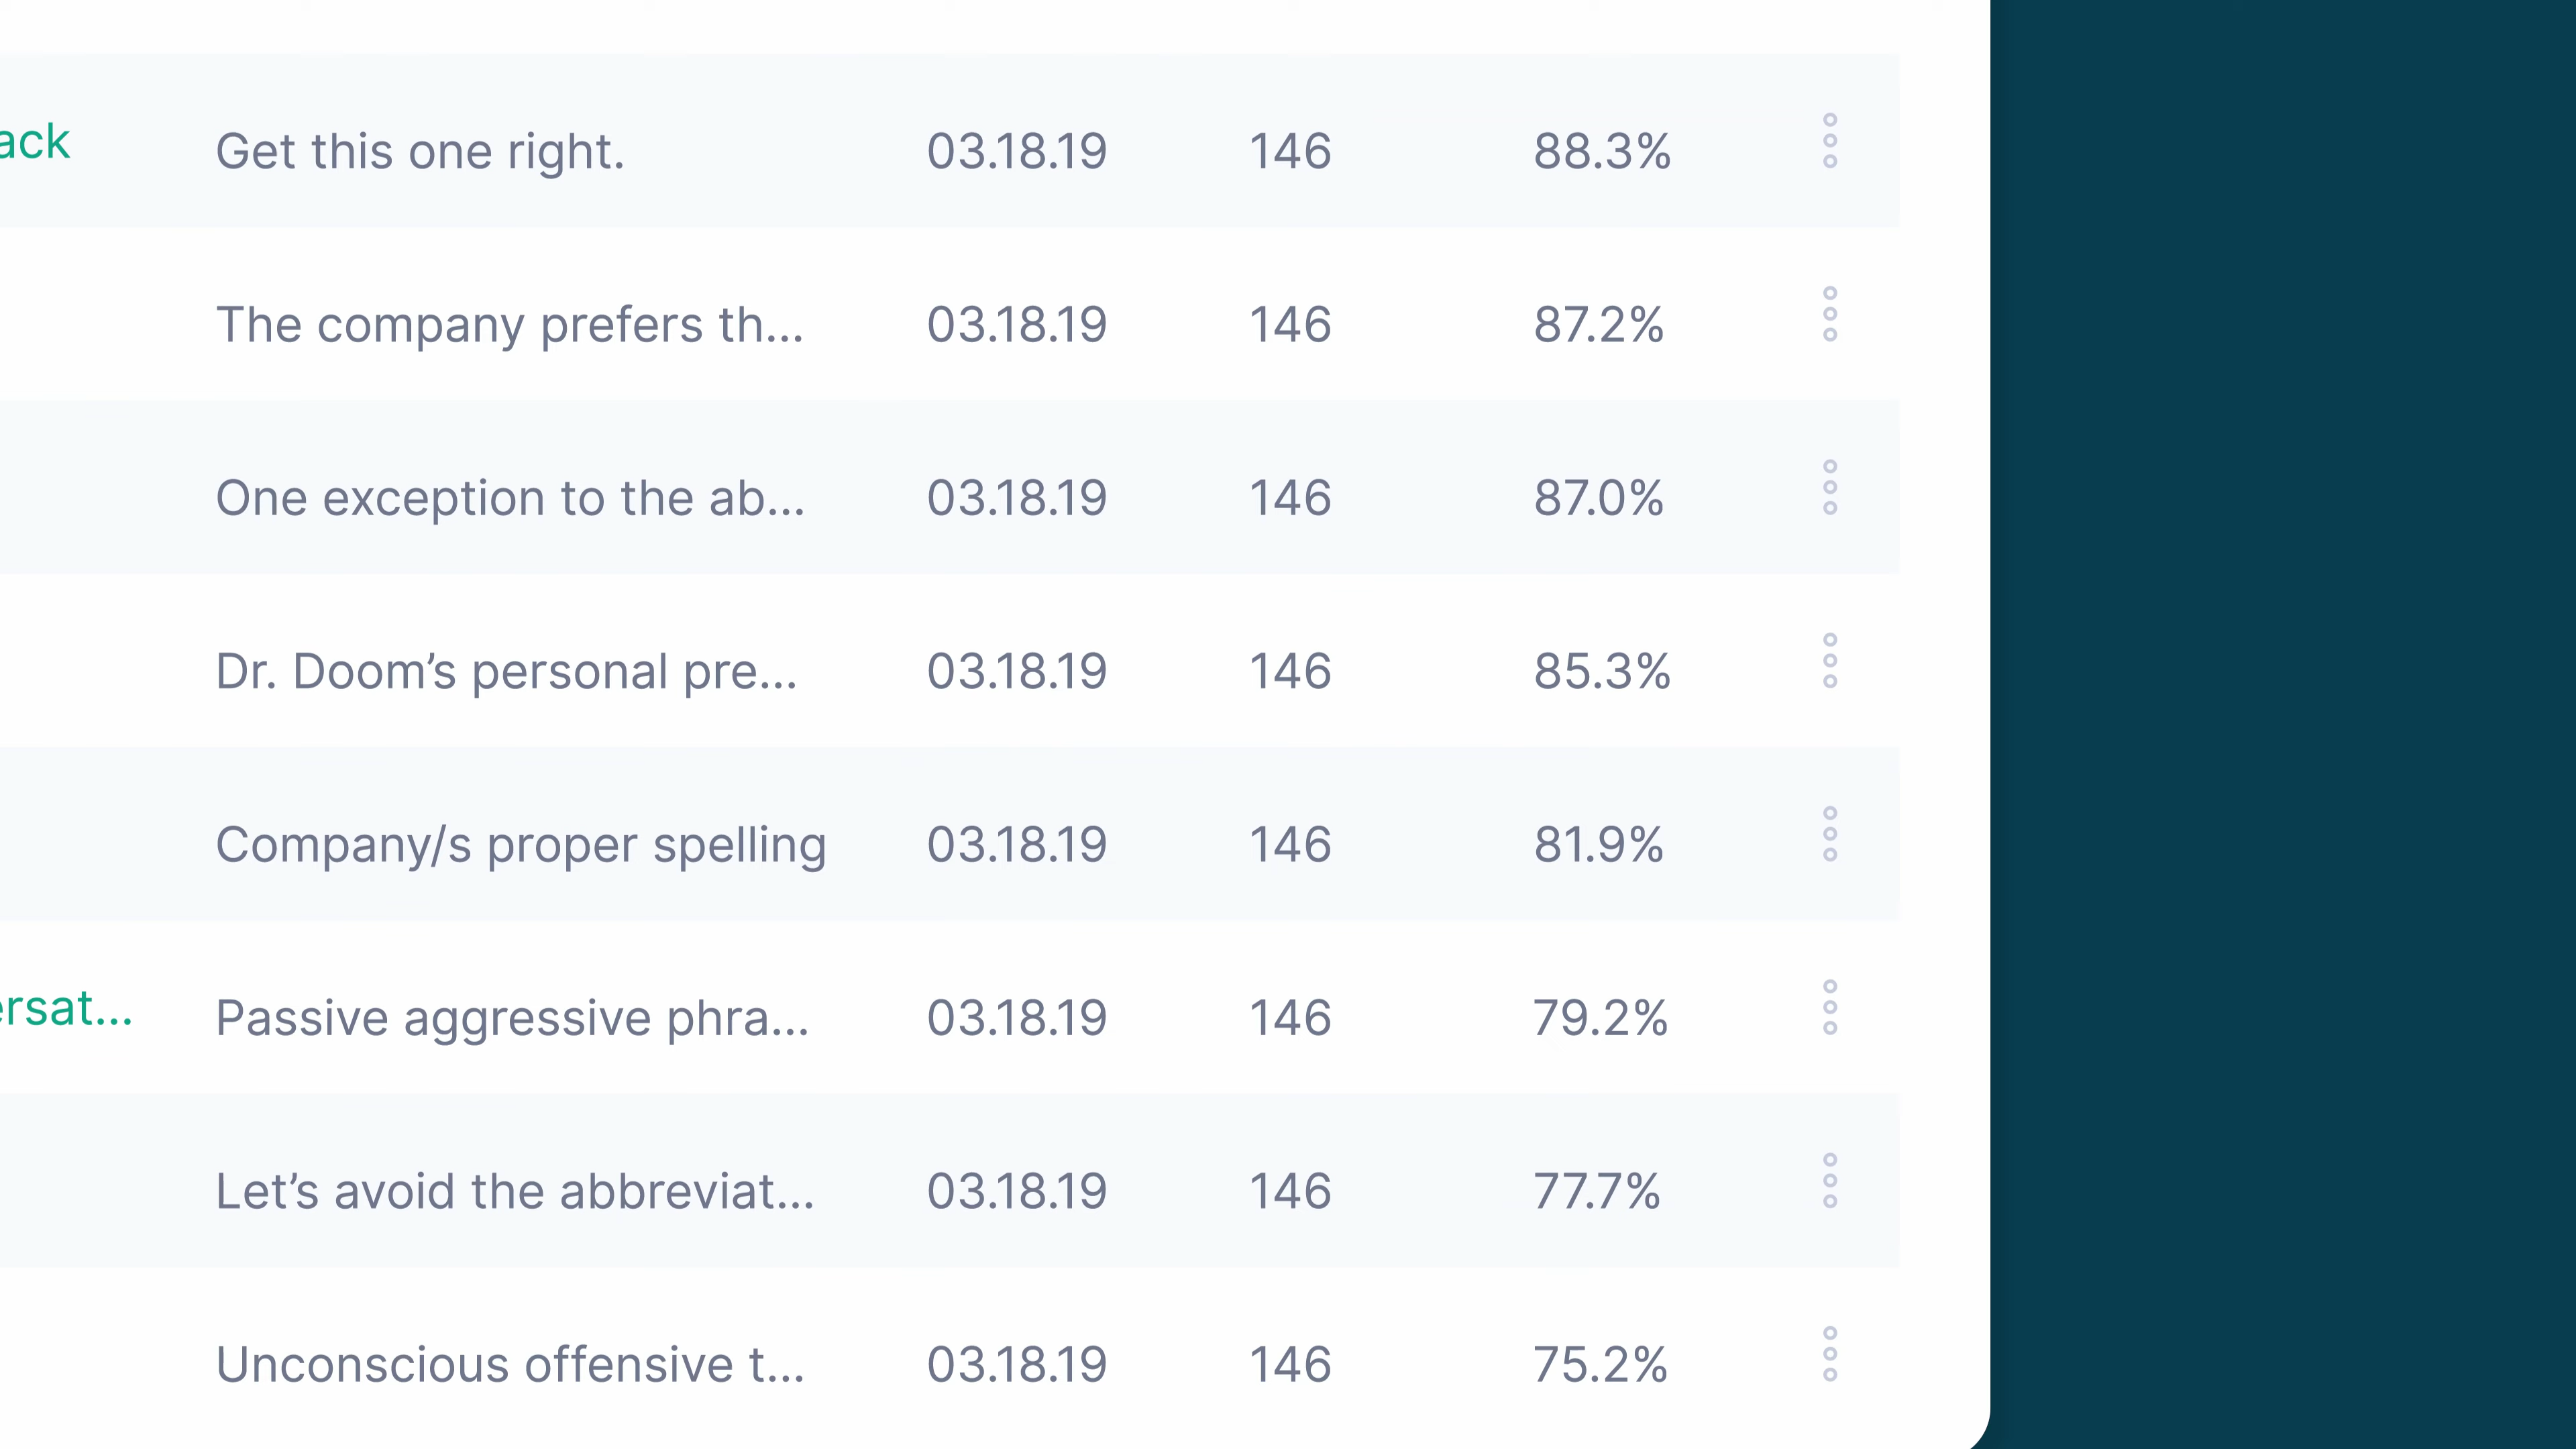 ack Get this one right. 03.18.19 146 88.3%
The company prefers th... 03.18.19 146 87.2%
One exception to the ab... 03.18.19 146 87.0%
Dr. Doom’s personal pre... 03.18.19 146 85.3%
Company/s proper spelling 03.18.19 146 81.9%
ersat... Passive aggressive phra... 03.18.19 146 79.2%
Let’s avoid the abbreviat... 03.18.19 146 77.7%
Unconscious offensive t... 03.18.19 146 75.2%